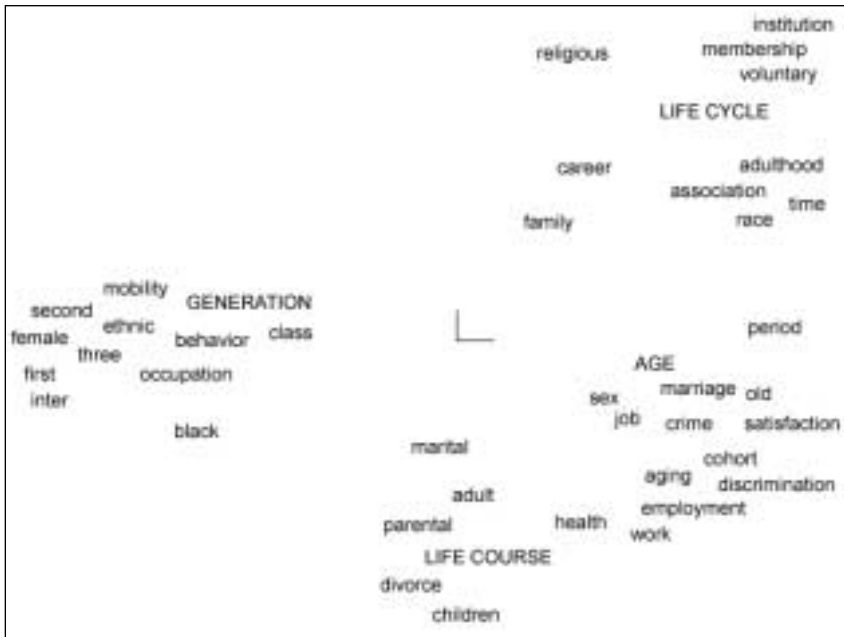 institution
religious
membership
voluntary
LIFE CYCLE
career
adulthood
association
time
family
race
mobility
GENERATION
second
ethnic
period
female
behavior
class
three
AGE
first
occupation
marriage
old
sex
inter
job
crime
satisfaction
black
marital
cohort
aging
discrimination
adult
employment
parental
health
work
LIFE COURSE
divorce
children